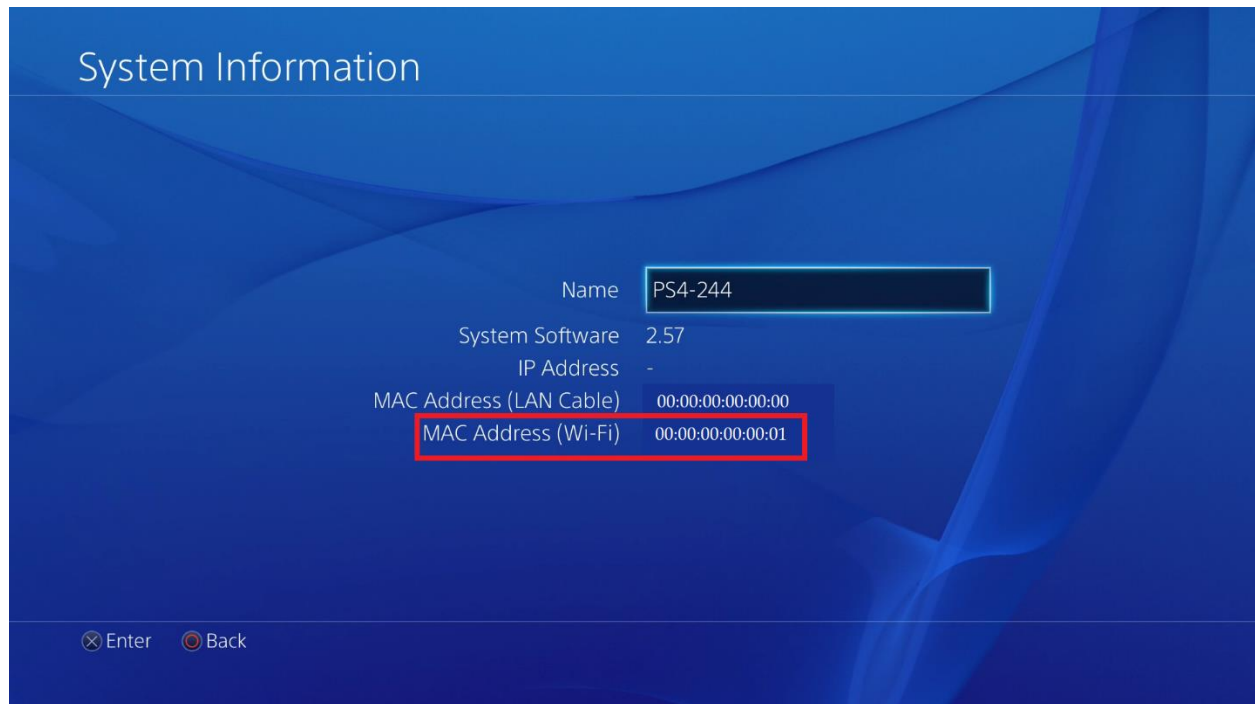 System Information
Name PS4-244
System Software 2.57
IP Address -
MAC Address (LAN Cable) 00:00:00:00:00:00
MAC Address (Wi-Fi) 00:00:00:00:00:01
Enter Back